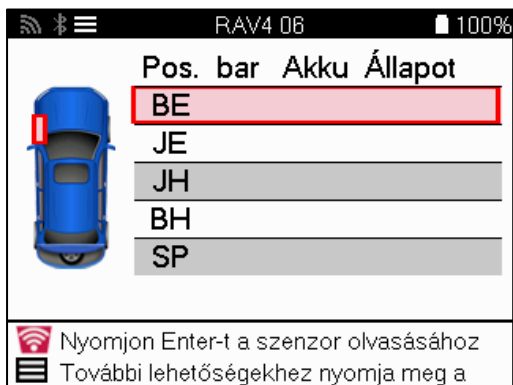 RAV4 06 100%
Pos. bar Akku Állapot
BE
JE
JH
BH
SP
Nyomjon Enter-t a szenzor olvasásához
További lehetőségekhez nyomja meg a